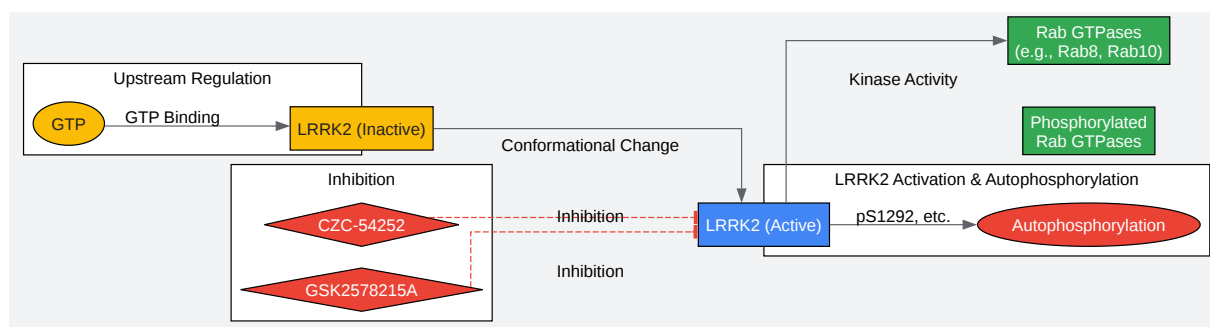 Rab GTPases
(e.g., Rab8, Rab10)
Upstream Regulation
Kinase Activity
GTP
GTP Binding
LRRK2 (Inactive)
Phosphorylated
Rab GTPases
Conformational Change
Inhibition
LRRK2 Activation & Autophosphorylation
CZC-54252
Inhibition
LRRK2 (Active)
pS1292, etc.
Autophosphorylation
Inhibition
GSK2578215A